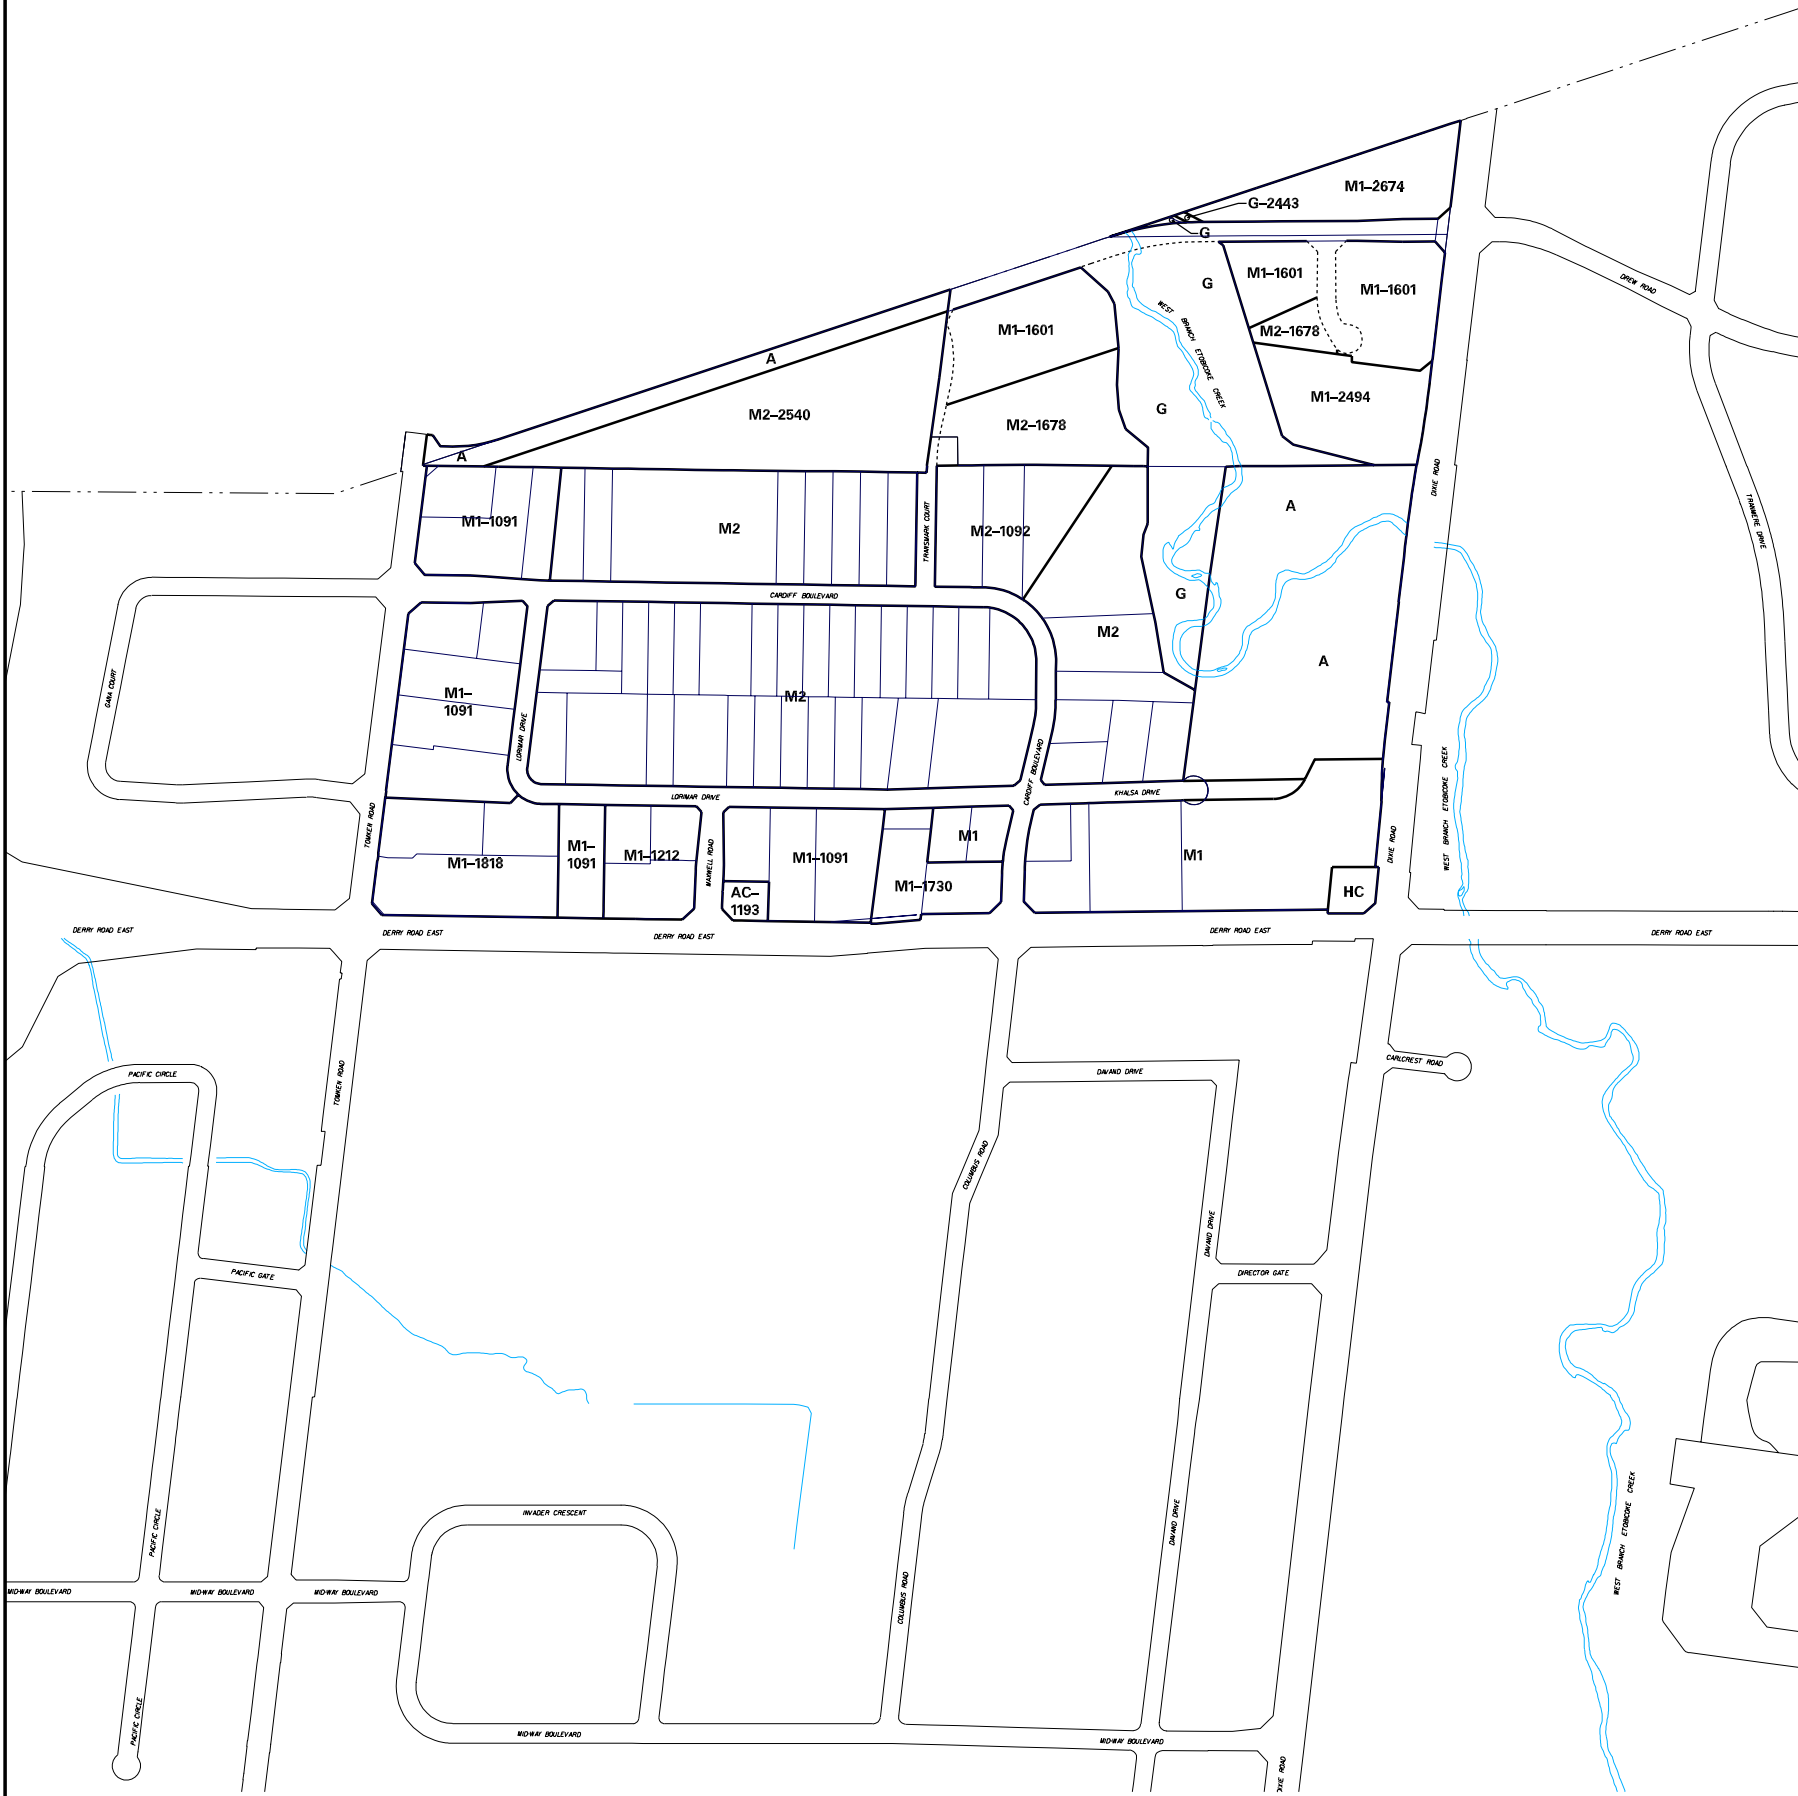 M1–2674
G–2443
G
M1–1601
G
M1–1601
DREW ROAD
WEST BRANCH ETOBICOKE CREEK
M1–1601
M2–1678
A
M1–2494
G
M2–2540
M2–1678
A
DIXIE ROAD
A
TRANMERE DRIVE
M1–1091
M2
TRANSMARK COURT
M2–1092
CARDIFF BOULEVARD
G
M2
A
GANA COURT
M1–
1091
M2
LORIMAR DRIVE
CARDIFF BOULEVARD
WEST BRANCH ETOBICOKE CREEK
LORIMAR DRIVE
KHALSA DRIVE
TOMKEN ROAD
DIXIE ROAD
M1–1818
M1–
1091
M1–1212
MAXWELL ROAD
M1–1091
M1
M1
M1–1730
AC–
1193
HC
DERRY ROAD EAST
DERRY ROAD EAST
DERRY ROAD EAST
DERRY ROAD EAST
DERRY ROAD EAST
CARLCREST ROAD
PACIFIC CIRCLE
TOMKEN ROAD
DAVAND DRIVE
COLUMBUS ROAD
DAVAND DRIVE
PACIFIC GATE
DIRECTOR GATE
PACIFIC CIRCLE
INVADER CRESCENT
DAVAND DRIVE
WEST BRANCH ETOBICOKE CREEK
MIDWAY BOULEVARD
MIDWAY BOULEVARD
MIDWAY BOULEVARD
COLUMBUS ROAD
PACIFIC CIRCLE
MIDWAY BOULEVARD
MIDWAY BOULEVARD
DIXIE ROAD